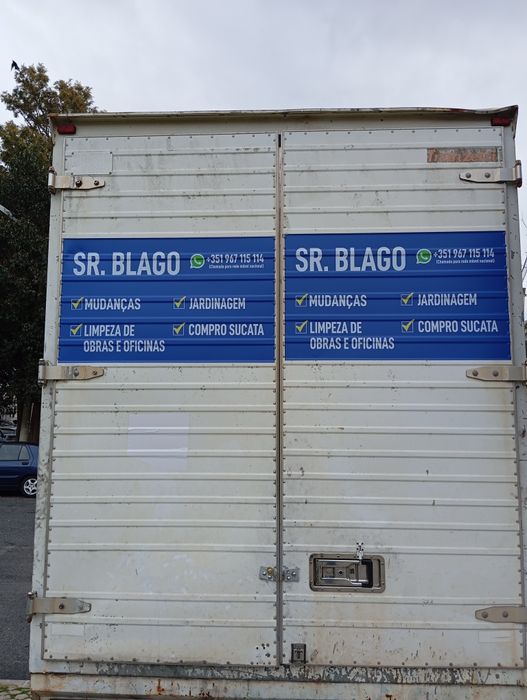 SR. BLAGO +351 967 115 114
(Chamada para rede móvel nacional)
MUDANÇAS JARDINAGEM
LIMPEZA DE COMPRO SUCATA
OBRAS E OFICINAS
SR. BLAGO +351 967 115 114
(Chamada para rede móvel nacional)
MUDANÇAS JARDINAGEM
LIMPEZA DE COMPRO SUCATA
OBRAS E OFICINAS